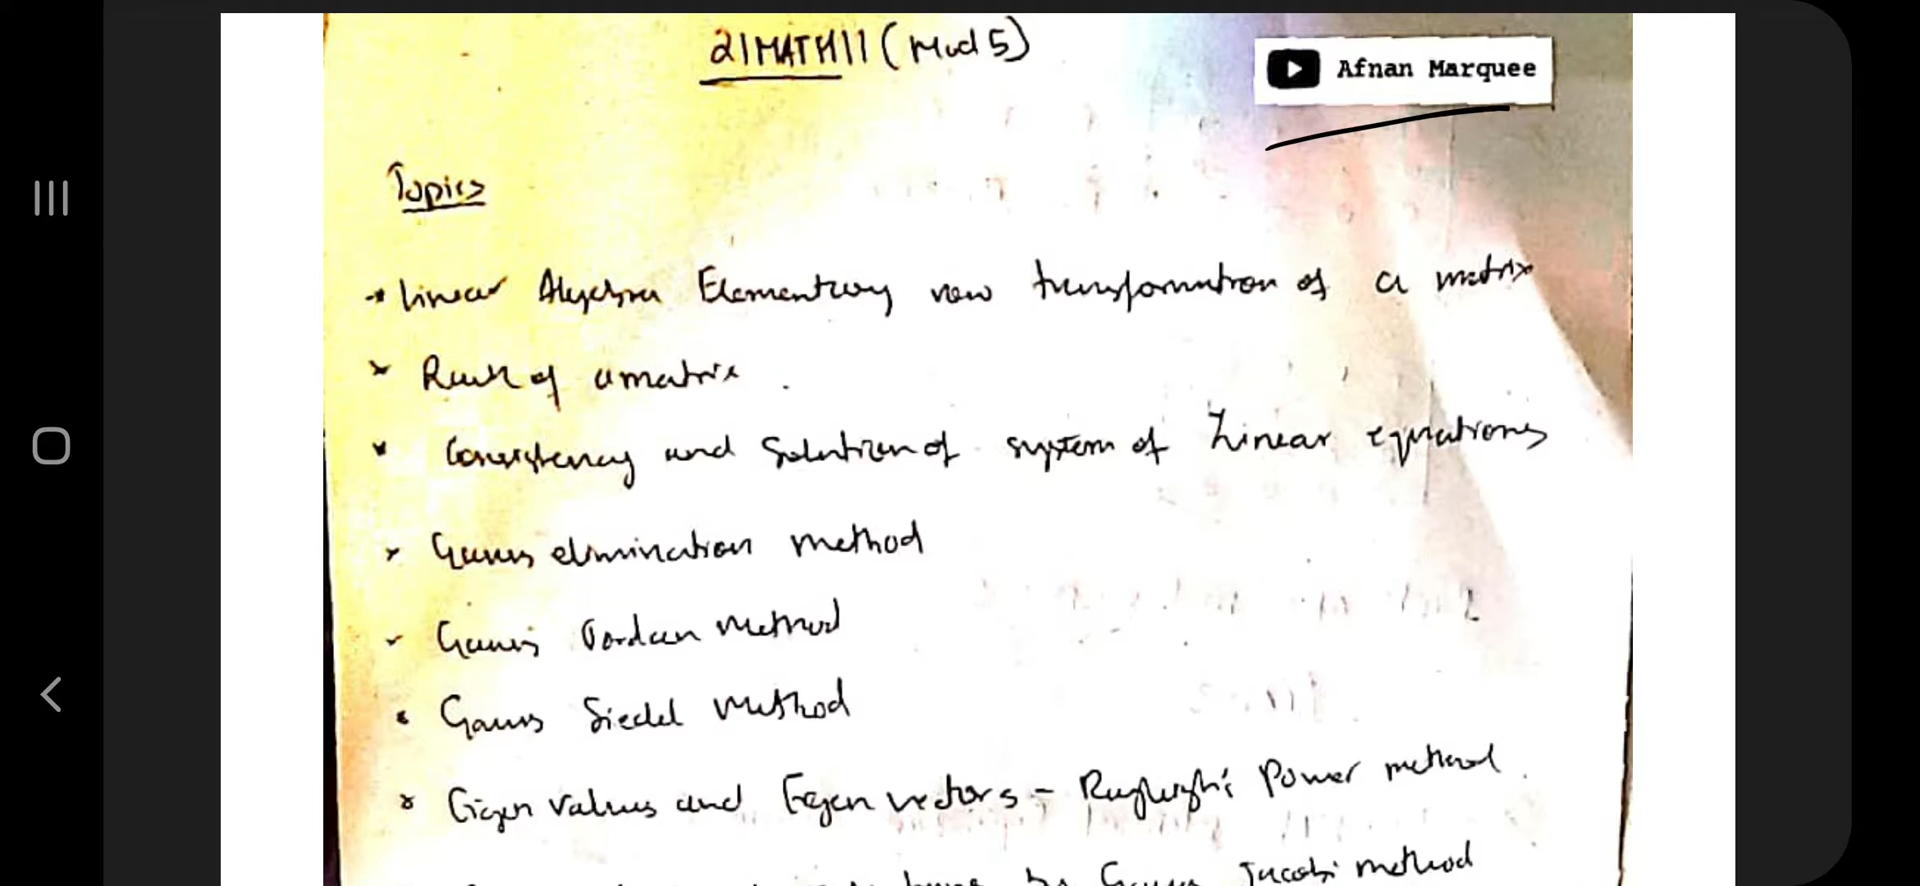 21MATH11 (Mod 5)
Afnan Marquee
Topics
→ Linear Algebra Elementary row transformation of a matrix
Rank of a matrix .
Consistency and Solution of system of Linear equations
Gauss elimination method
Gauss Jordan method
Gauss Siedel method
Eigen values and Eigen vectors - Rayleigh's Power method .
by Gauss Jacobi method